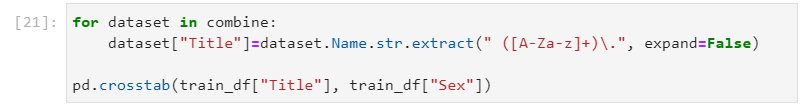 [21]: for dataset in combine:
    dataset["Title"]=dataset.Name.str.extract(" ([A-Za-z]+)\.", expand=False)
pd.crosstab(train_df["Title"], train_df["Sex"])